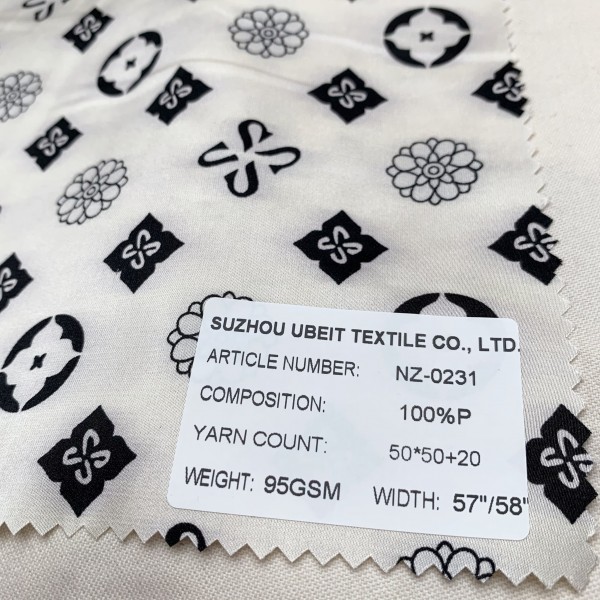 SUZHOU UBEIT TEXTILE CO., LTD.
ARTICLE NUMBER: NZ-0231
COMPOSITION: 100%P
YARN COUNT: 50*50+20
WEIGHT: 95GSM WIDTH: 57"/58"